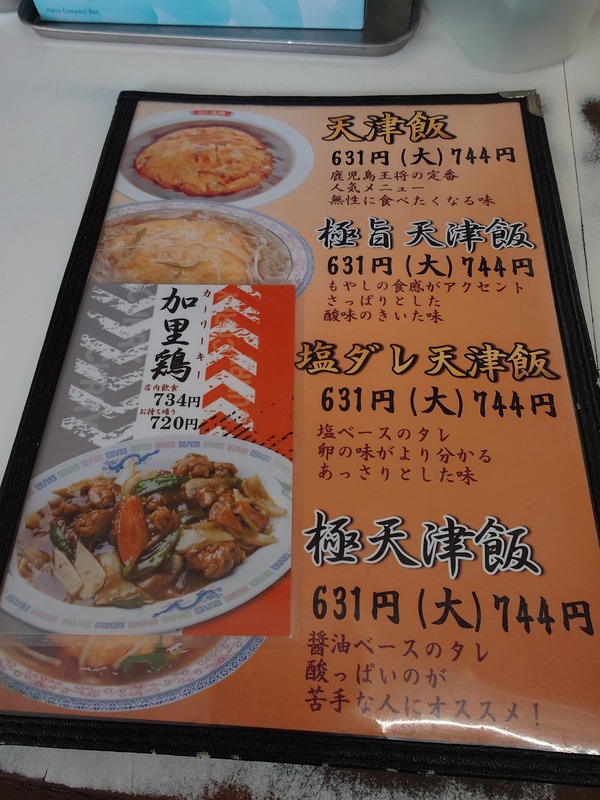 Hello Compact Box
天津飯
631円(大)744円
鹿児島王将の定番
人気メニュー
無性に食べたくなる味
極旨天津飯
631円(大)744円
もやしの食感がアクセント
さっぱりとした
酸味のきいた味
塩ダレ天津飯
631円(大)744円
塩ベースのタレ
卵の味がより分かる
あっさりとした味
極天津飯
631円(大)744円
醤油ベースのタレ
酸っぱいのが
苦手な人にオススメ！
加里鶏
カーリーキー
店内飲食
734円
お持ち帰り
720円